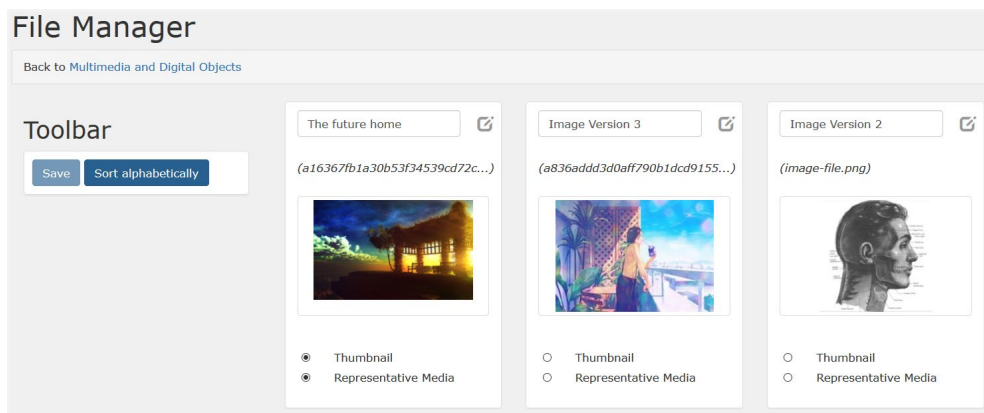 File Manager
Back to Multimedia and Digital Objects
Toolbar
Save Sort alphabetically
The future home
(a16367fb1a30b53f34539cd72c...)
Thumbnail
Representative Media
Image Version 3
(a836addd3d0aff790b1dcd9155...)
Thumbnail
Representative Media
Image Version 2
(image-file.png)
Thumbnail
Representative Media